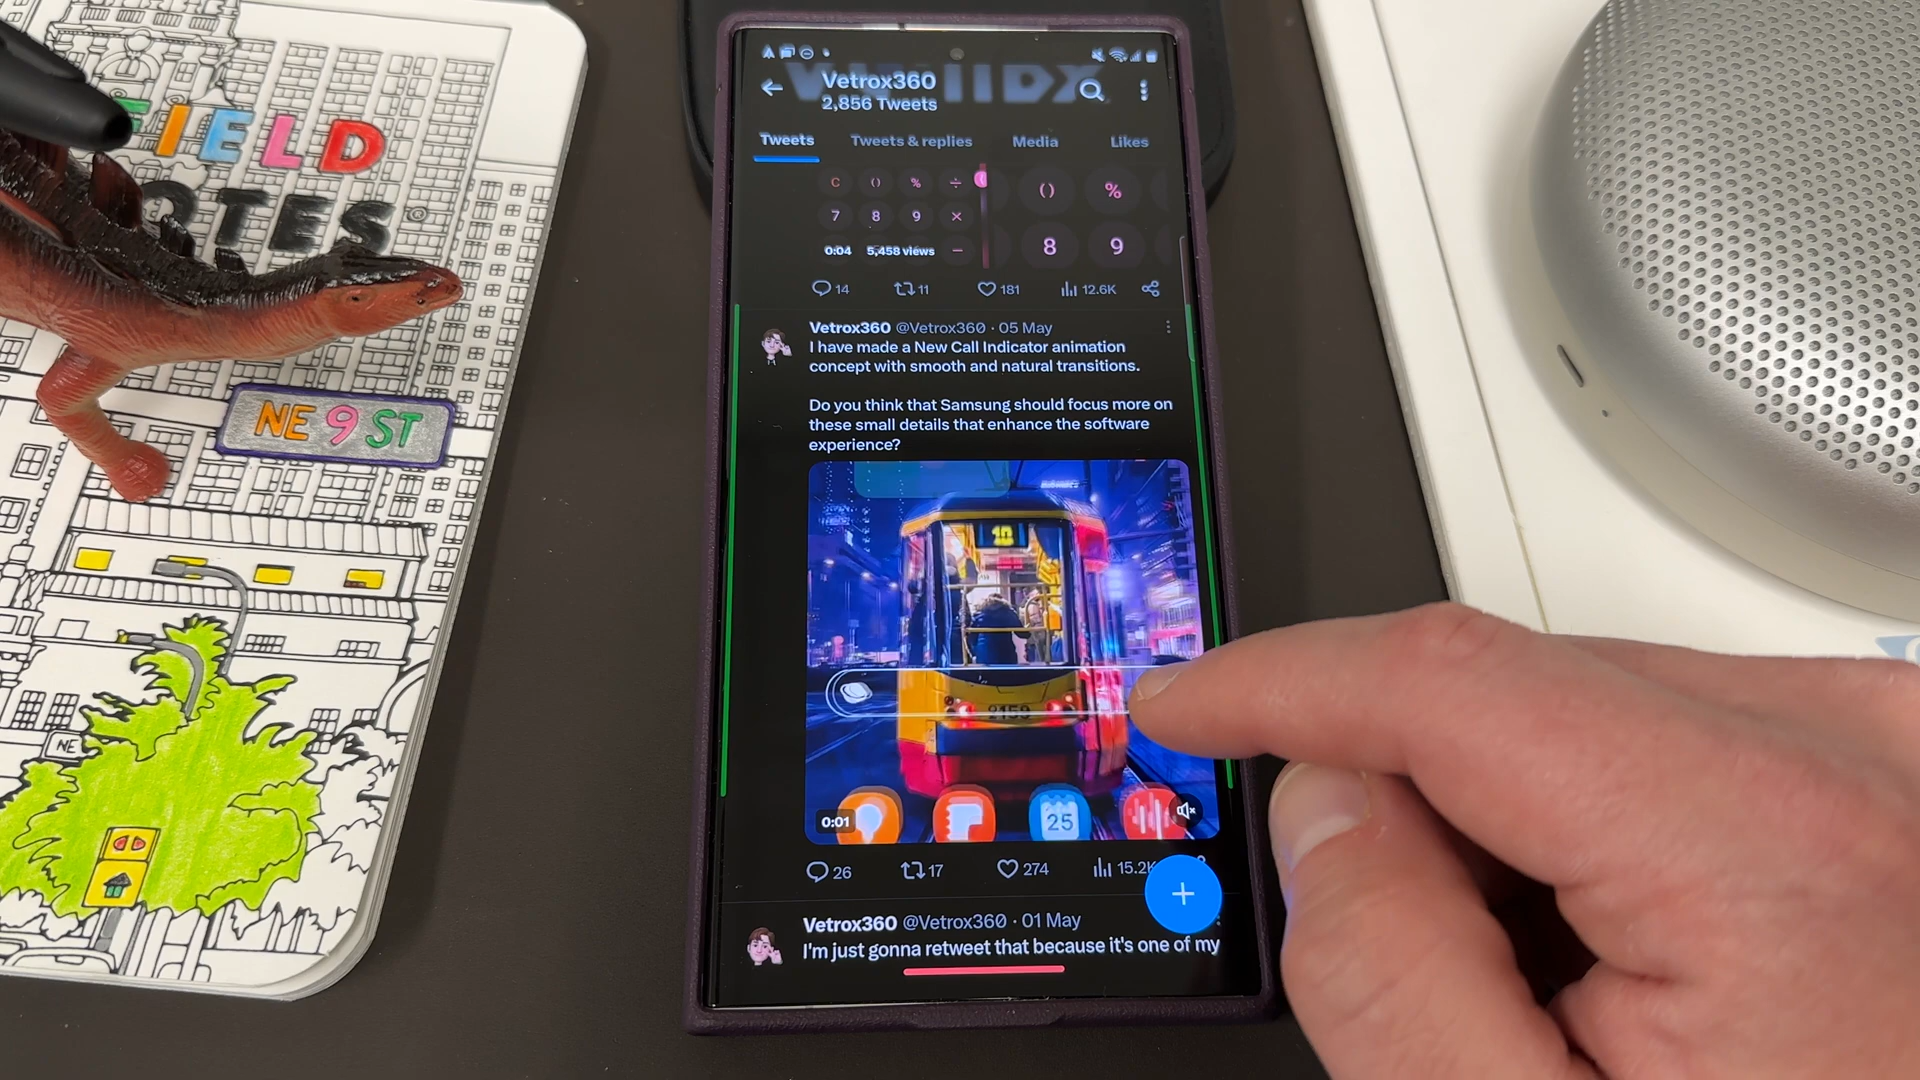 FIELD
NOTES®
NE 9 ST
NE
Vetrox360
2,856 Tweets
Tweets
Tweets & replies
Media
Likes
C () % ÷
() %
7 8 9 ×
8 9
0:04 5,458 views −
14 11 181 12.6K
Vetrox360 @Vetrox360 · 05 May
I have made a New Call Indicator animation
concept with smooth and natural transitions.
Do you think that Samsung should focus more on
these small details that enhance the software
experience?
10
2159
25
0:01
26 17 274 15.2K
+
Vetrox360 @Vetrox360 · 01 May
I'm just gonna retweet that because it's one of my